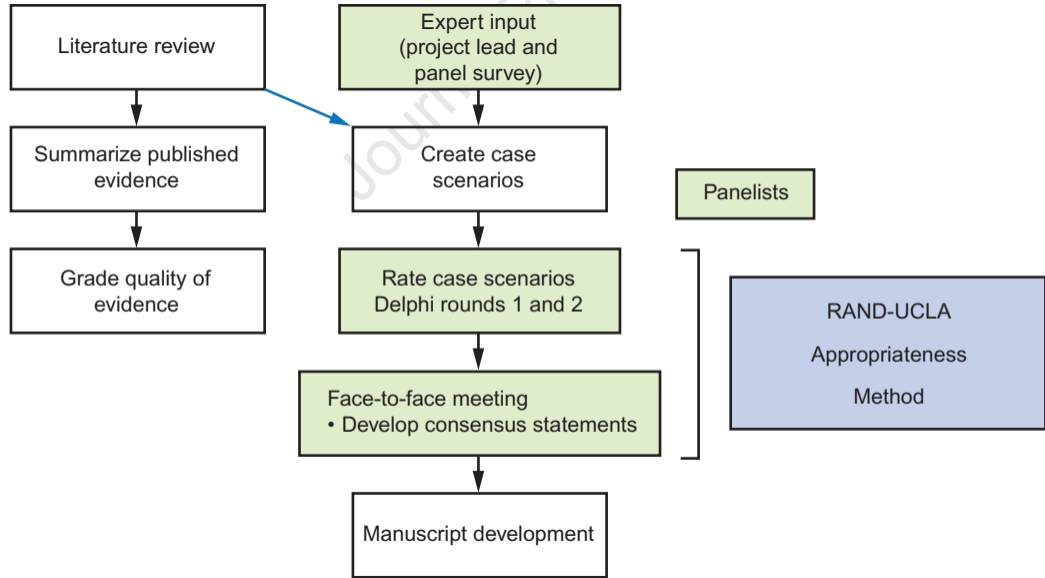 Literature review
Expert input
(project lead and
panel survey)
Summarize published
evidence
Create case
scenarios
Panelists
Grade quality of
evidence
Rate case scenarios
Delphi rounds 1 and 2
RAND-UCLA
Appropriateness
Method
Face-to-face meeting
• Develop consensus statements
Manuscript development